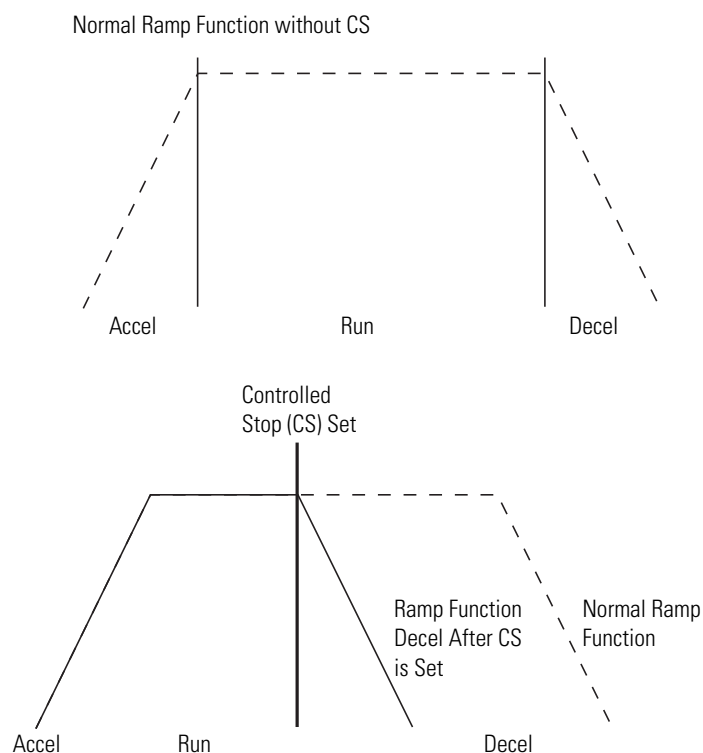 Normal Ramp Function without CS
Accel
Run
Decel
Controlled
Stop (CS) Set
Ramp Function
Decel After CS
is Set
Normal Ramp
Function
Accel
Run
Decel